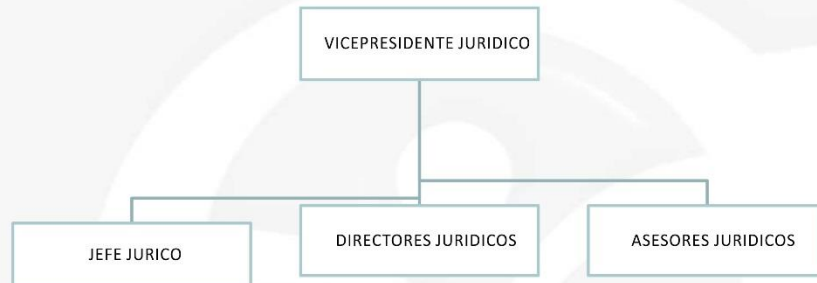 VICEPRESIDENTE JURIDICO
JEFE JURICO
DIRECTORES JURIDICOS
ASESORES JURIDICOS